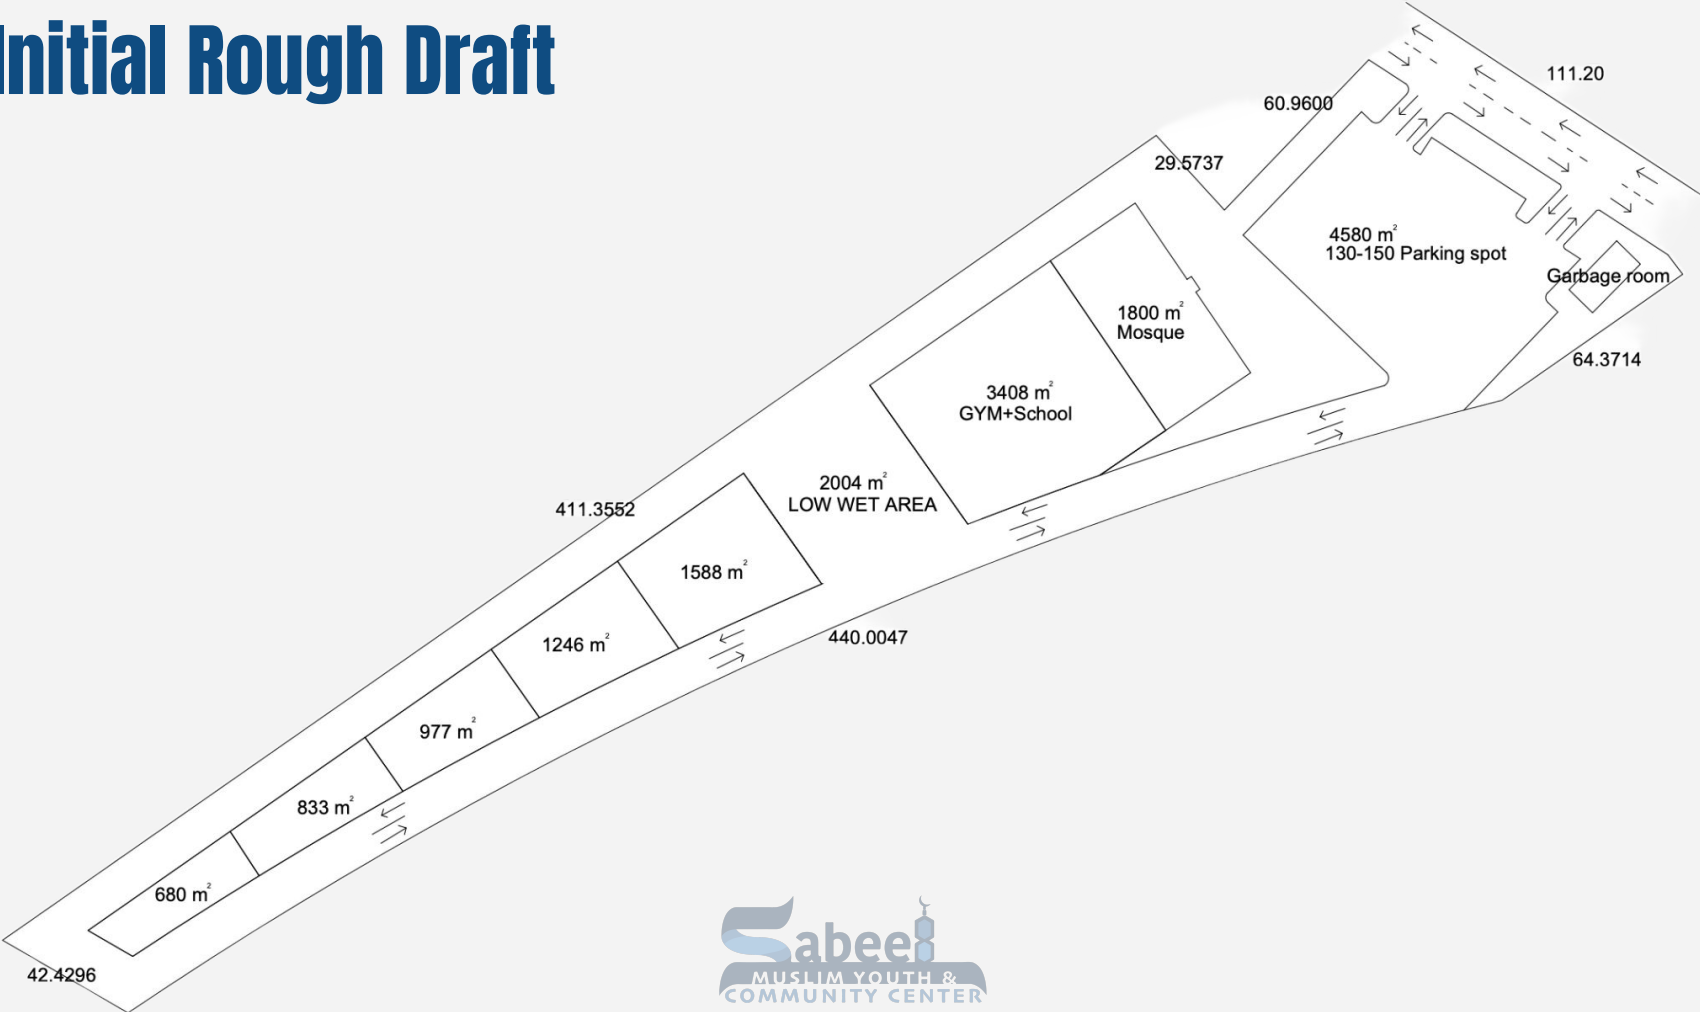 Initial Rough Draft
111.20
60.9600
29.5737
4580 m²
130-150 Parking spot
Garbage room
1800 m²
Mosque
64.3714
3408 m²
GYM+School
2004 m²
LOW WET AREA
411.3552
1588 m²
440.0047
1246 m²
977 m²
833 m²
680 m²
42.4296
Sabeel
MUSLIM YOUTH &
COMMUNITY CENTER